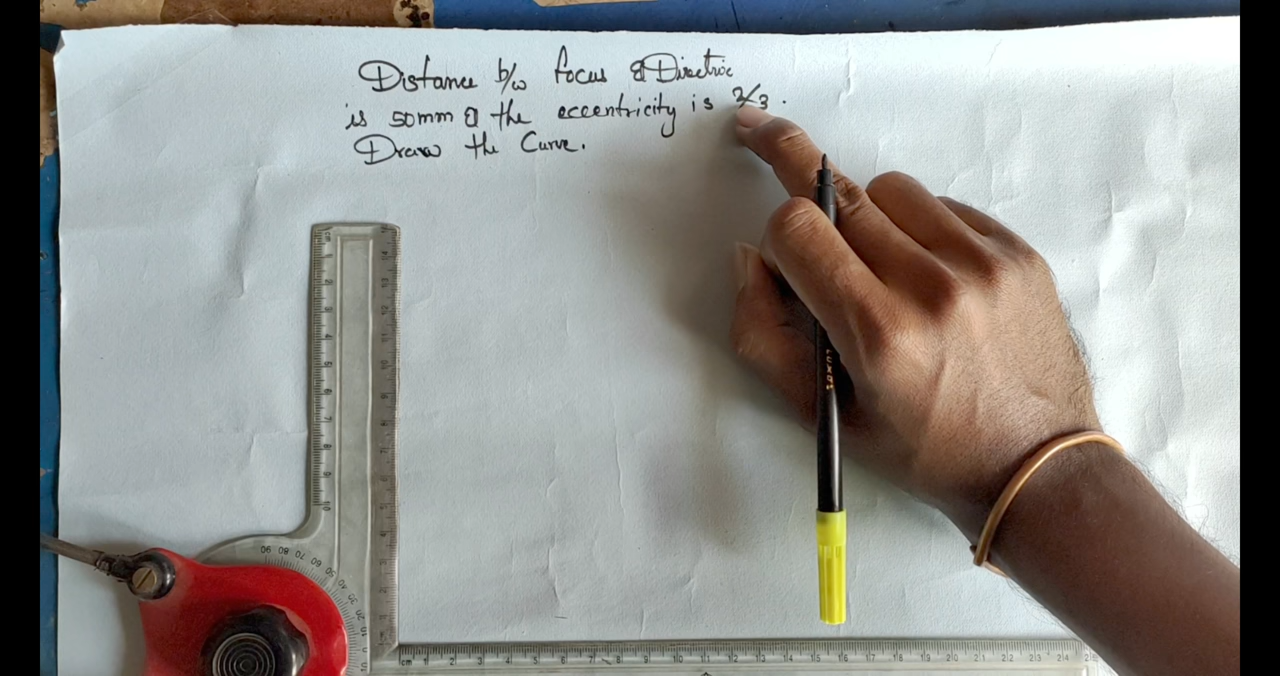 Distance b/w focus & Directrix
is 50mm & the eccentricity is 2/3.
Draw the Curve.